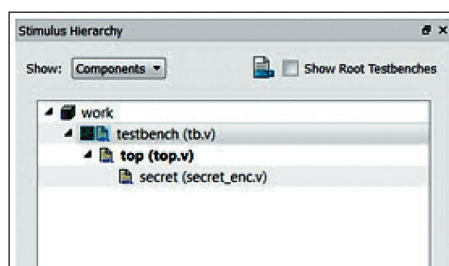 Stimulus Hierarchy
Show: Components Show Root Testbenches
work
testbench (tb.v)
top (top.v)
secret (secret_enc.v)